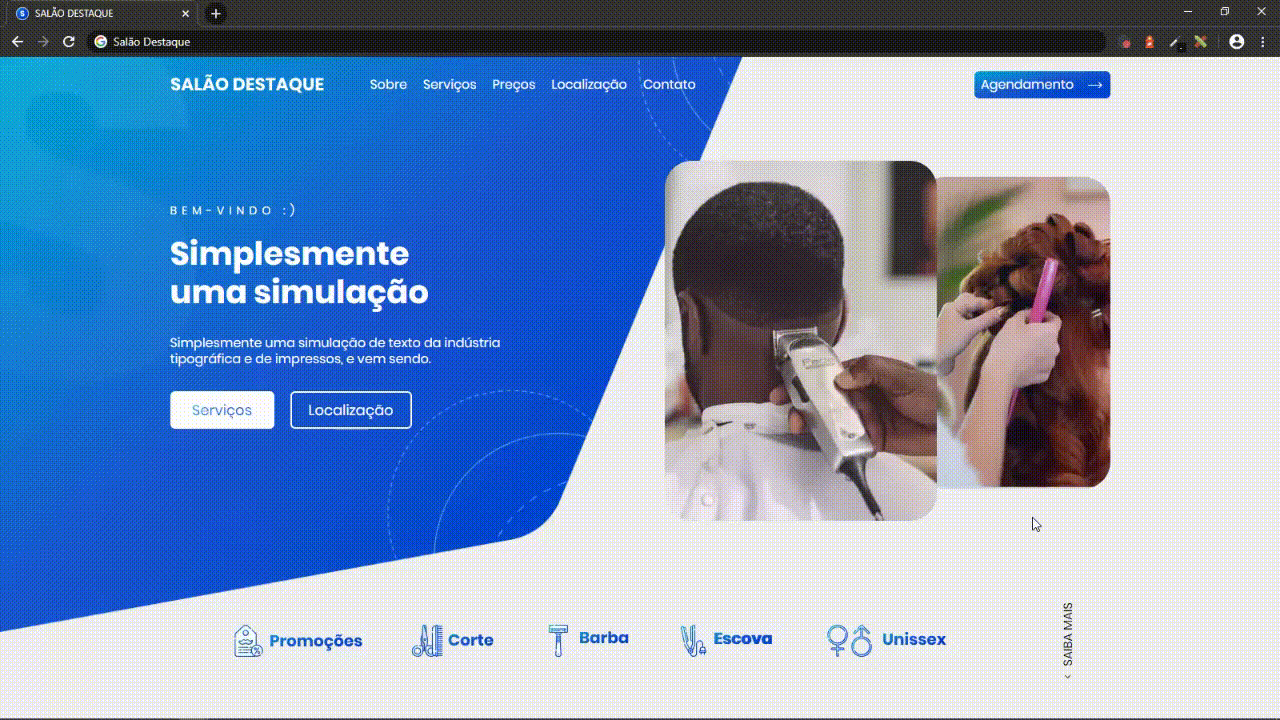 SALÃO DESTAQUE
Salão Destaque
SALÃO DESTAQUE
Sobre Serviços Preços Localização Contato
Agendamento
BEM-VINDO :)
Simplesmente
uma simulação
Simplesmente uma simulação de texto da indústria
tipográfica e de impressos, e vem sendo.
Serviços Localização
Promoções Corte Barba Escova Unissex
SAIBA MAIS